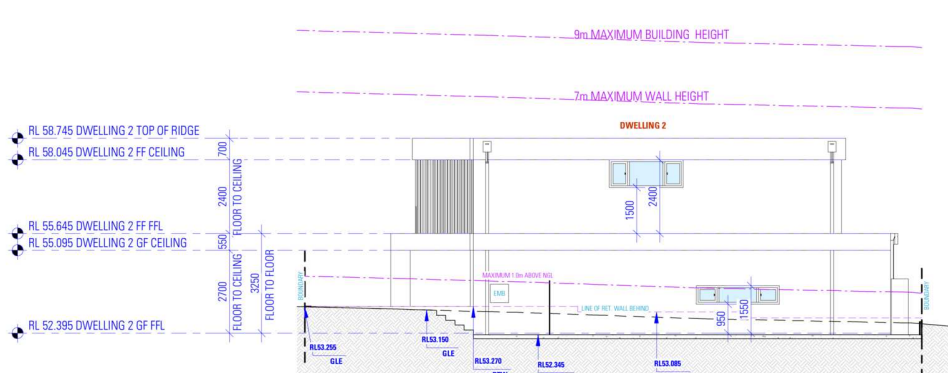 9m MAXIMUM BUILDING HEIGHT
7m MAXIMUM WALL HEIGHT
DWELLING 2
RL 58.745 DWELLING 2 TOP OF RIDGE
700
RL 58.045 DWELLING 2 FF CEILING
2400
FLOOR TO CEILING
1500
2400
RL 55.645 DWELLING 2 FF FFL
550
RL 55.095 DWELLING 2 GF CEILING
2700
FLOOR TO CEILING
3250
FLOOR TO FLOOR
BOUNDARY
MAXIMUM 1.0m ABOVE NGL
EMB
LINE OF RET. WALL BEHIND
950
1550
BOUNDARY
RL 52.395 DWELLING 2 GF FFL
RL53.255
GLE
RL53.150
GLE
RL53.270
RL52.345
RL53.085